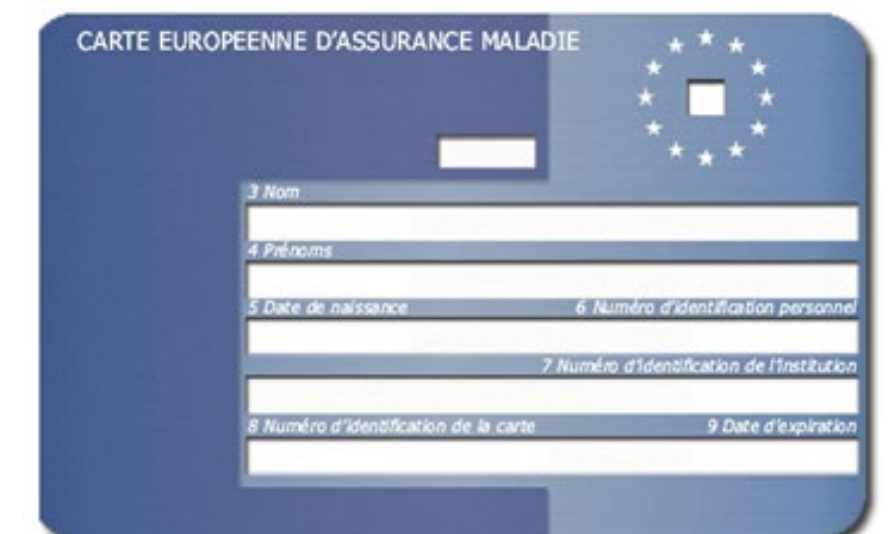 CARTE EUROPEENNE D'ASSURANCE MALADIE
3 Nom
4 Prénoms
5 Date de naissance 6 Numéro d'identification personnel
7 Numéro d'identification de l'institution
8 Numéro d'identification de la carte 9 Date d'expiration